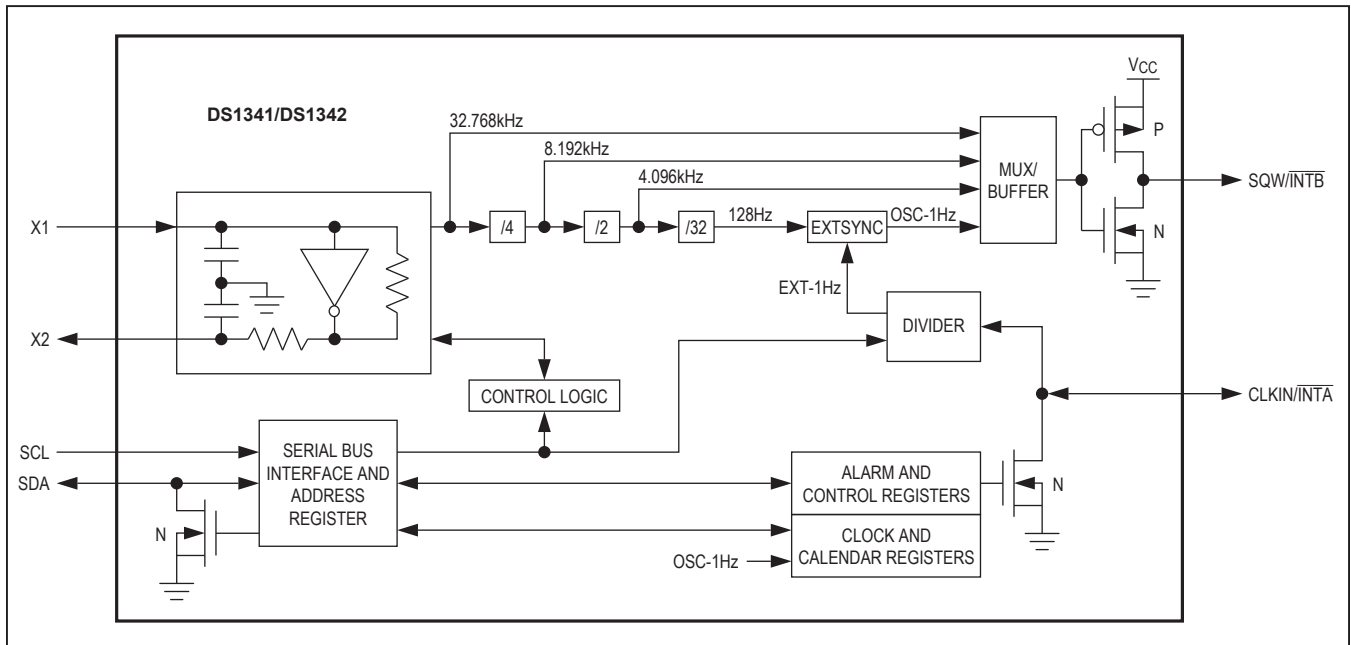 DS1341/DS1342
VCC
P
N
32.768kHz
8.192kHz
4.096kHz
MUX/
BUFFER
SQW/INTB
X1
/4
/2
/32
128Hz
EXTSYNC
OSC-1Hz
EXT-1Hz
DIVIDER
X2
CONTROL LOGIC
CLKIN/INTA
SCL
SDA
N
SERIAL BUS
INTERFACE AND
ADDRESS
REGISTER
ALARM AND
CONTROL REGISTERS
N
CLOCK AND
CALENDAR REGISTERS
OSC-1Hz